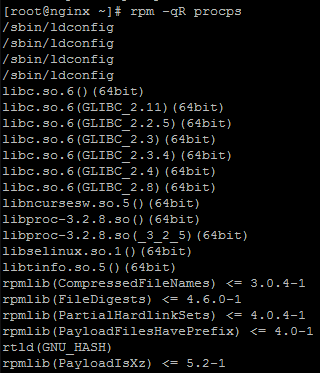 [root@nginx ~]# rpm -qR procps
/sbin/ldconfig
/sbin/ldconfig
/sbin/ldconfig
/sbin/ldconfig
libc.so.6()(64bit)
libc.so.6(GLIBC_2.11)(64bit)
libc.so.6(GLIBC_2.2.5)(64bit)
libc.so.6(GLIBC_2.3)(64bit)
libc.so.6(GLIBC_2.3.4)(64bit)
libc.so.6(GLIBC_2.4)(64bit)
libc.so.6(GLIBC_2.8)(64bit)
libncursesw.so.5()(64bit)
libproc-3.2.8.so()(64bit)
libproc-3.2.8.so(_3_2_5)(64bit)
libselinux.so.1()(64bit)
libtinfo.so.5()(64bit)
rpmlib(CompressedFileNames) <= 3.0.4-1
rpmlib(FileDigests) <= 4.6.0-1
rpmlib(PartialHardlinkSets) <= 4.0.4-1
rpmlib(PayloadFilesHavePrefix) <= 4.0-1
rtld(GNU_HASH)
rpmlib(PayloadIsXz) <= 5.2-1